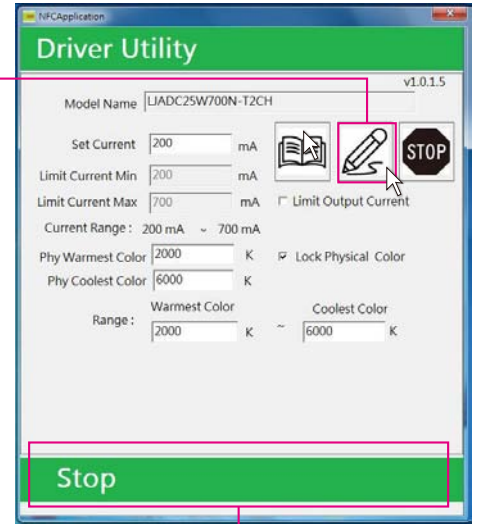 NFCApplication
Driver Utility
v1.0.1.5
Model Name LJADC25W700N-T2CH
Set Current 200 mA
STOP
Limit Current Min 200 mA
Limit Current Max 700 mA Limit Output Current
Current Range : 200 mA ~ 700 mA
Phy Warmest Color 2000 K Lock Physical Color
Phy Coolest Color 6000 K
Warmest Color Coolest Color
Range : 2000 K ~ 6000 K
Stop